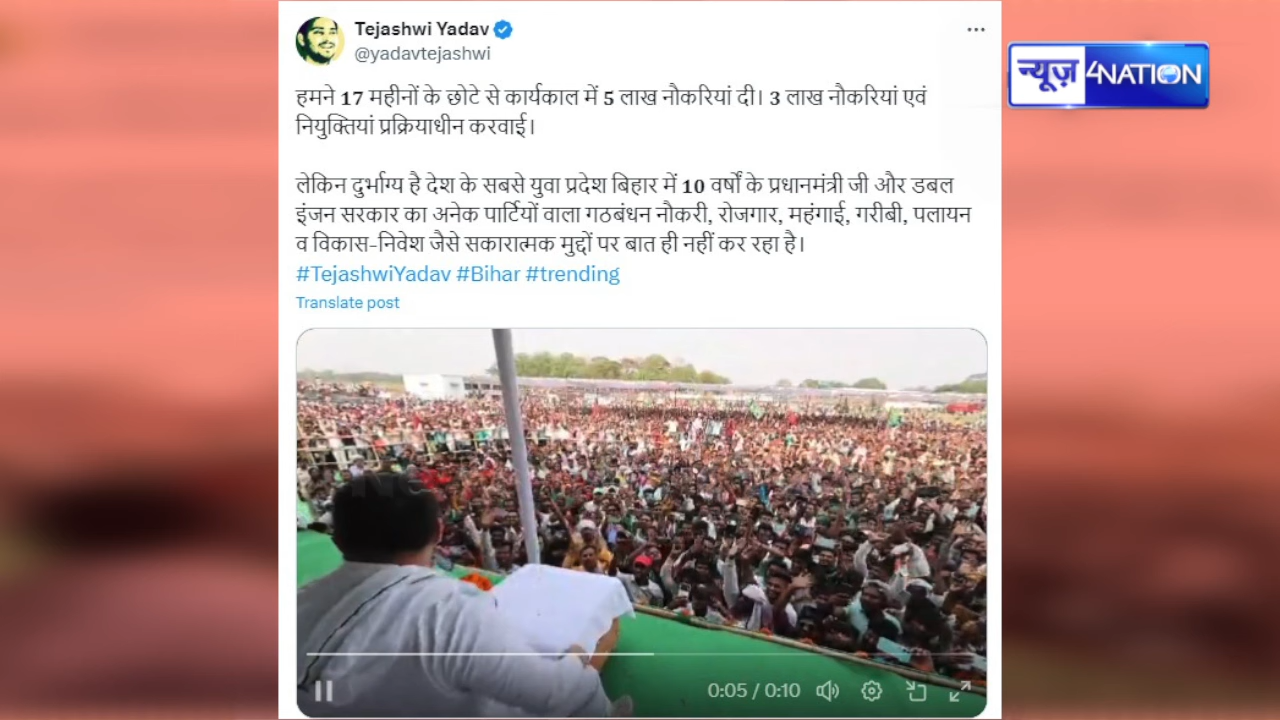 Tejashwi Yadav
@yadavtejashwi
न्यूज़ 4NATION
हमने 17 महीनों के छोटे से कार्यकाल में 5 लाख नौकरियां दी। 3 लाख नौकरियां एवं
नियुक्तियां प्रक्रियाधीन करवाई।
लेकिन दुर्भाग्य है देश के सबसे युवा प्रदेश बिहार में 10 वर्षों के प्रधानमंत्री जी और डबल
इंजन सरकार का अनेक पार्टियों वाला गठबंधन नौकरी, रोजगार, महंगाई, गरीबी, पलायन
व विकास-निवेश जैसे सकारात्मक मुद्दों पर बात ही नहीं कर रहा है।
#TejashwiYadav #Bihar #trending
Translate post
0:05 / 0:10